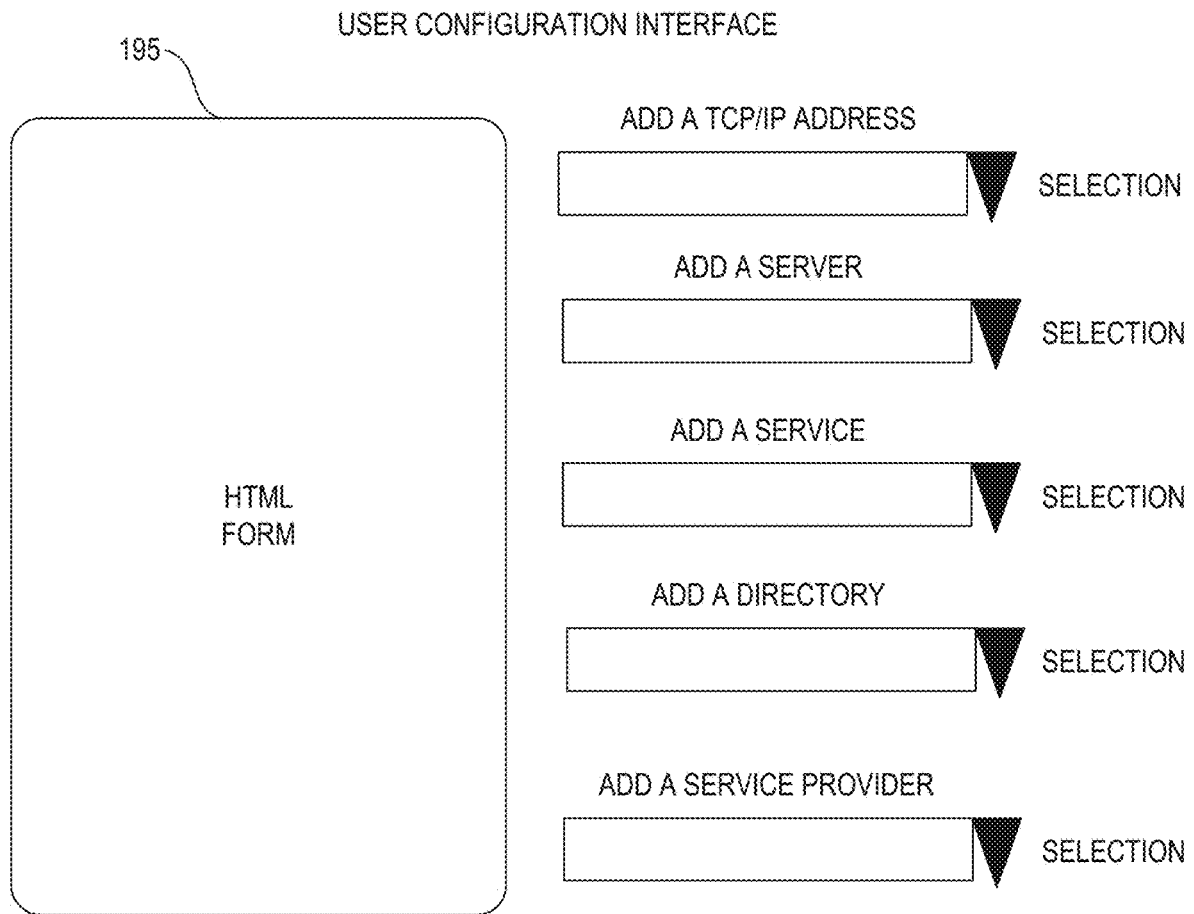 USER CONFIGURATION INTERFACE
195
HTML
FORM
ADD A TCP/IP ADDRESS
SELECTION
ADD A SERVER
SELECTION
ADD A SERVICE
SELECTION
ADD A DIRECTORY
SELECTION
ADD A SERVICE PROVIDER
SELECTION